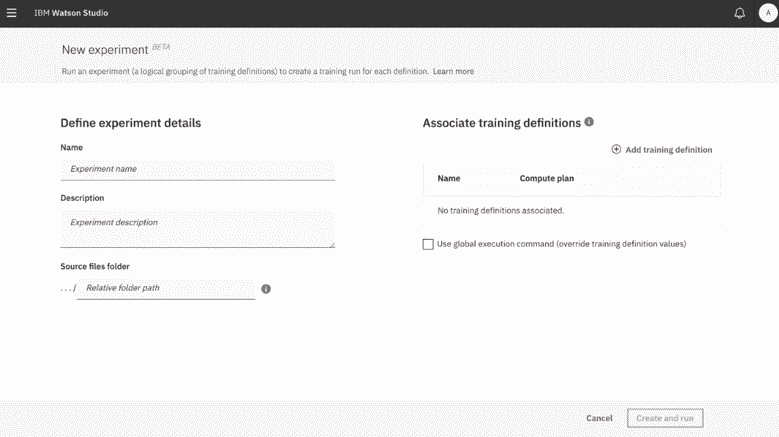 IBM Watson Studio
A
New experiment BETA
Run an experiment (a logical grouping of training definitions) to create a training run for each definition. Learn more
Define experiment details
Name
Experiment name
Description
Experiment description
Source files folder
.../ Relative folder path
Associate training definitions
Add training definition
Name Compute plan
No training definitions associated.
Use global execution command (override training definition values)
Cancel Create and run